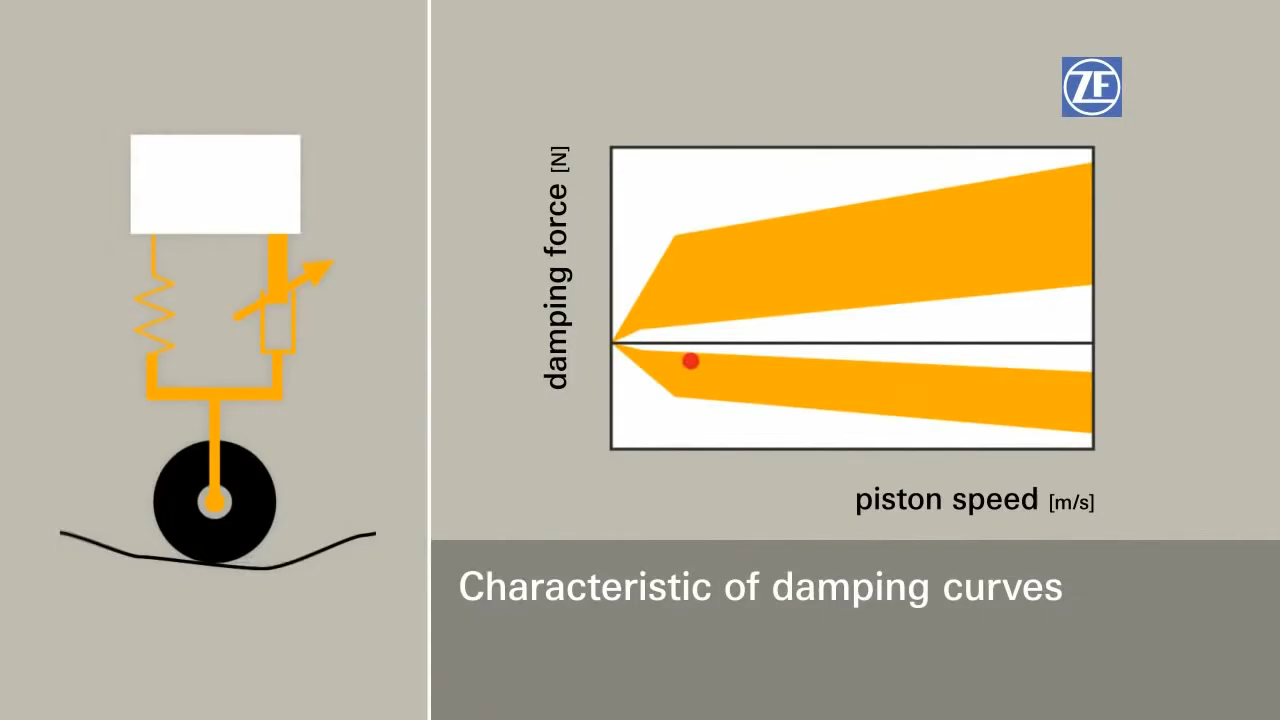 ZF
damping force [N]
piston speed [m/s]
Characteristic of damping curves